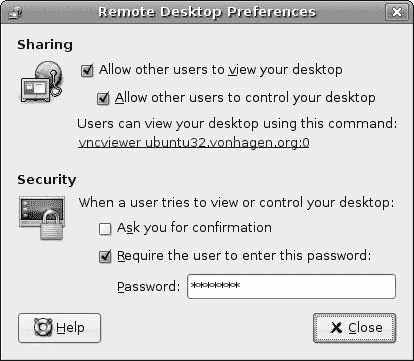 Remote Desktop Preferences
Sharing
Allow other users to view your desktop
Allow other users to control your desktop
Users can view your desktop using this command:
vncviewer ubuntu32.vonhagen.org:0
Security
When a user tries to view or control your desktop:
Ask you for confirmation
Require the user to enter this password:
Password: *******
Help
Close